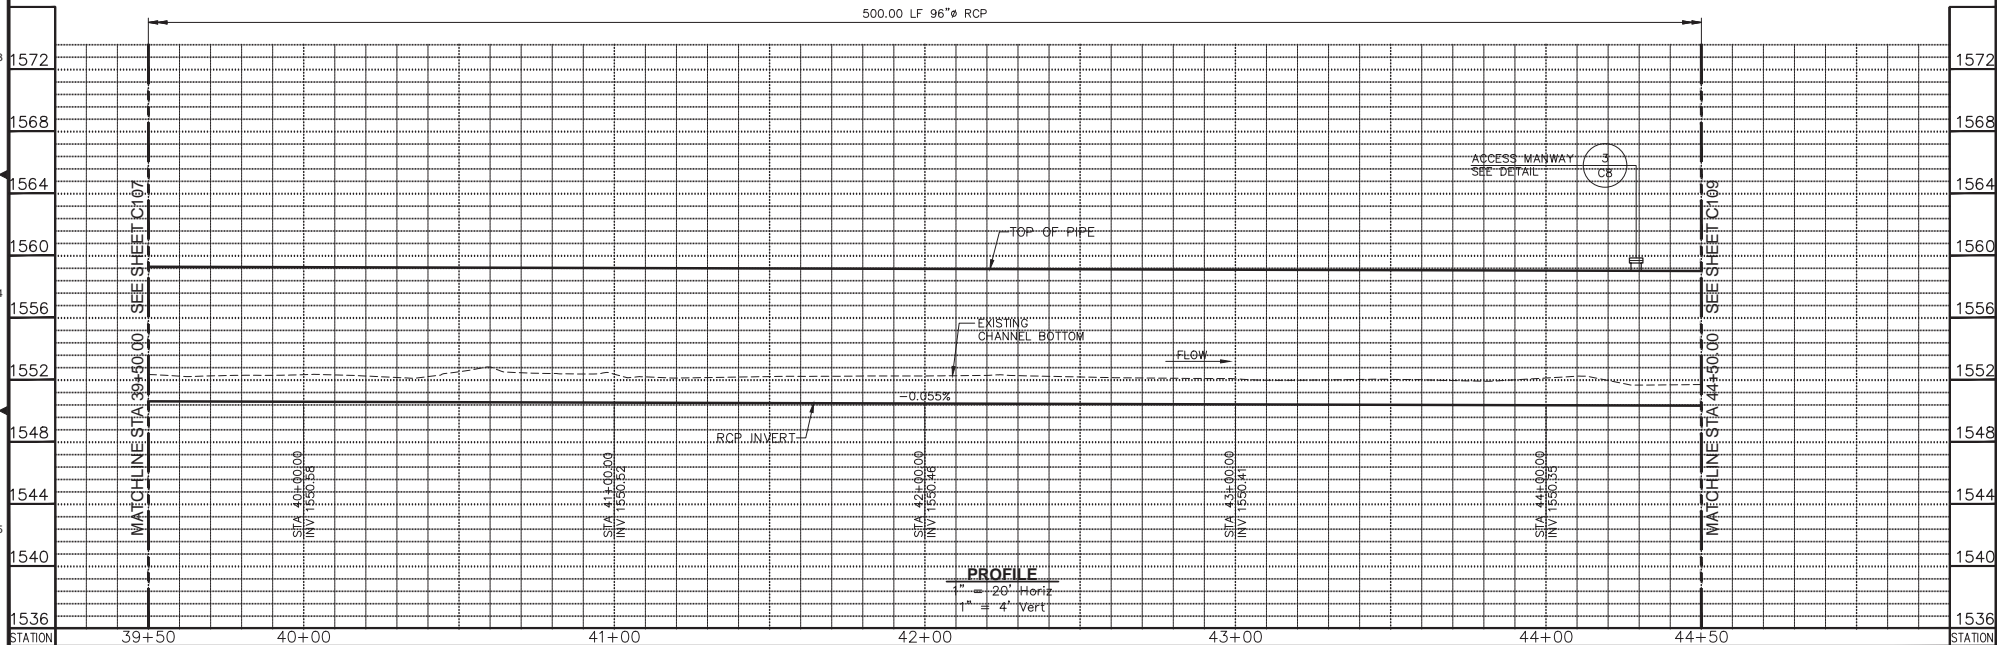 500.00 LF 96"ø RCP
1572
1572
1568
1568
ACCESS MANWAY
SEE DETAIL
3
C8
1564
1564
1560
1560
TOP OF PIPE
1556
1556
EXISTING
CHANNEL BOTTOM
FLOW
1552
1552
-0.055%
RCP INVERT
1548
1548
MATCHLINE STA 39+50.00 SEE SHEET C107
MATCHLINE STA 44+50.00 SEE SHEET C109
STA 40+00.00
INV 1550.58
STA 41+00.00
INV 1550.52
STA 42+00.00
INV 1550.46
STA 43+00.00
INV 1550.41
STA 44+00.00
INV 1550.35
1544
1544
1540
1540
PROFILE
1" = 20' Horiz
1" = 4' Vert
1536
1536
STATION
39+50
40+00
41+00
42+00
43+00
44+00
44+50
STATION